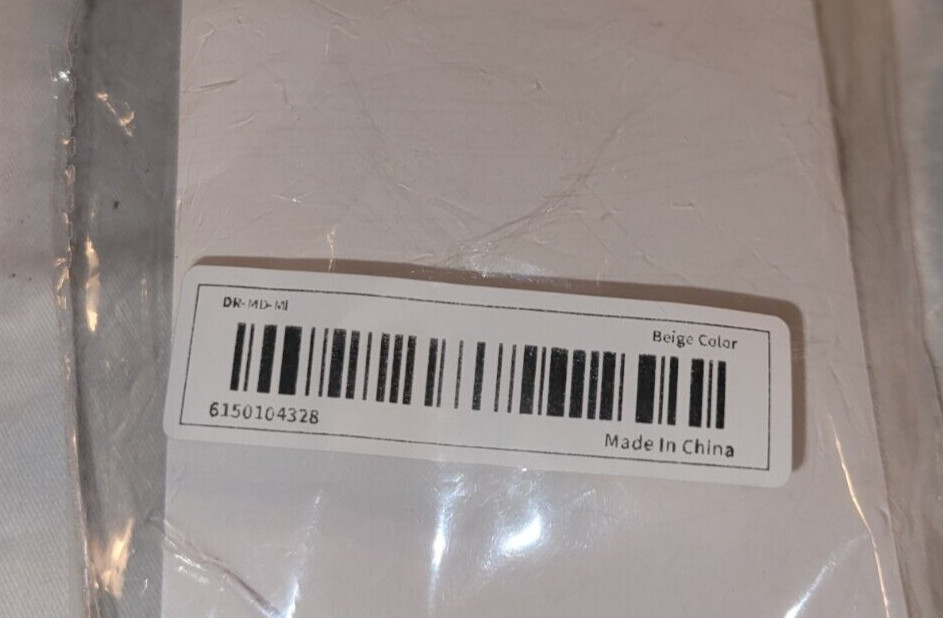 DR-MD-MI
Beige Color
6150104328
Made In China